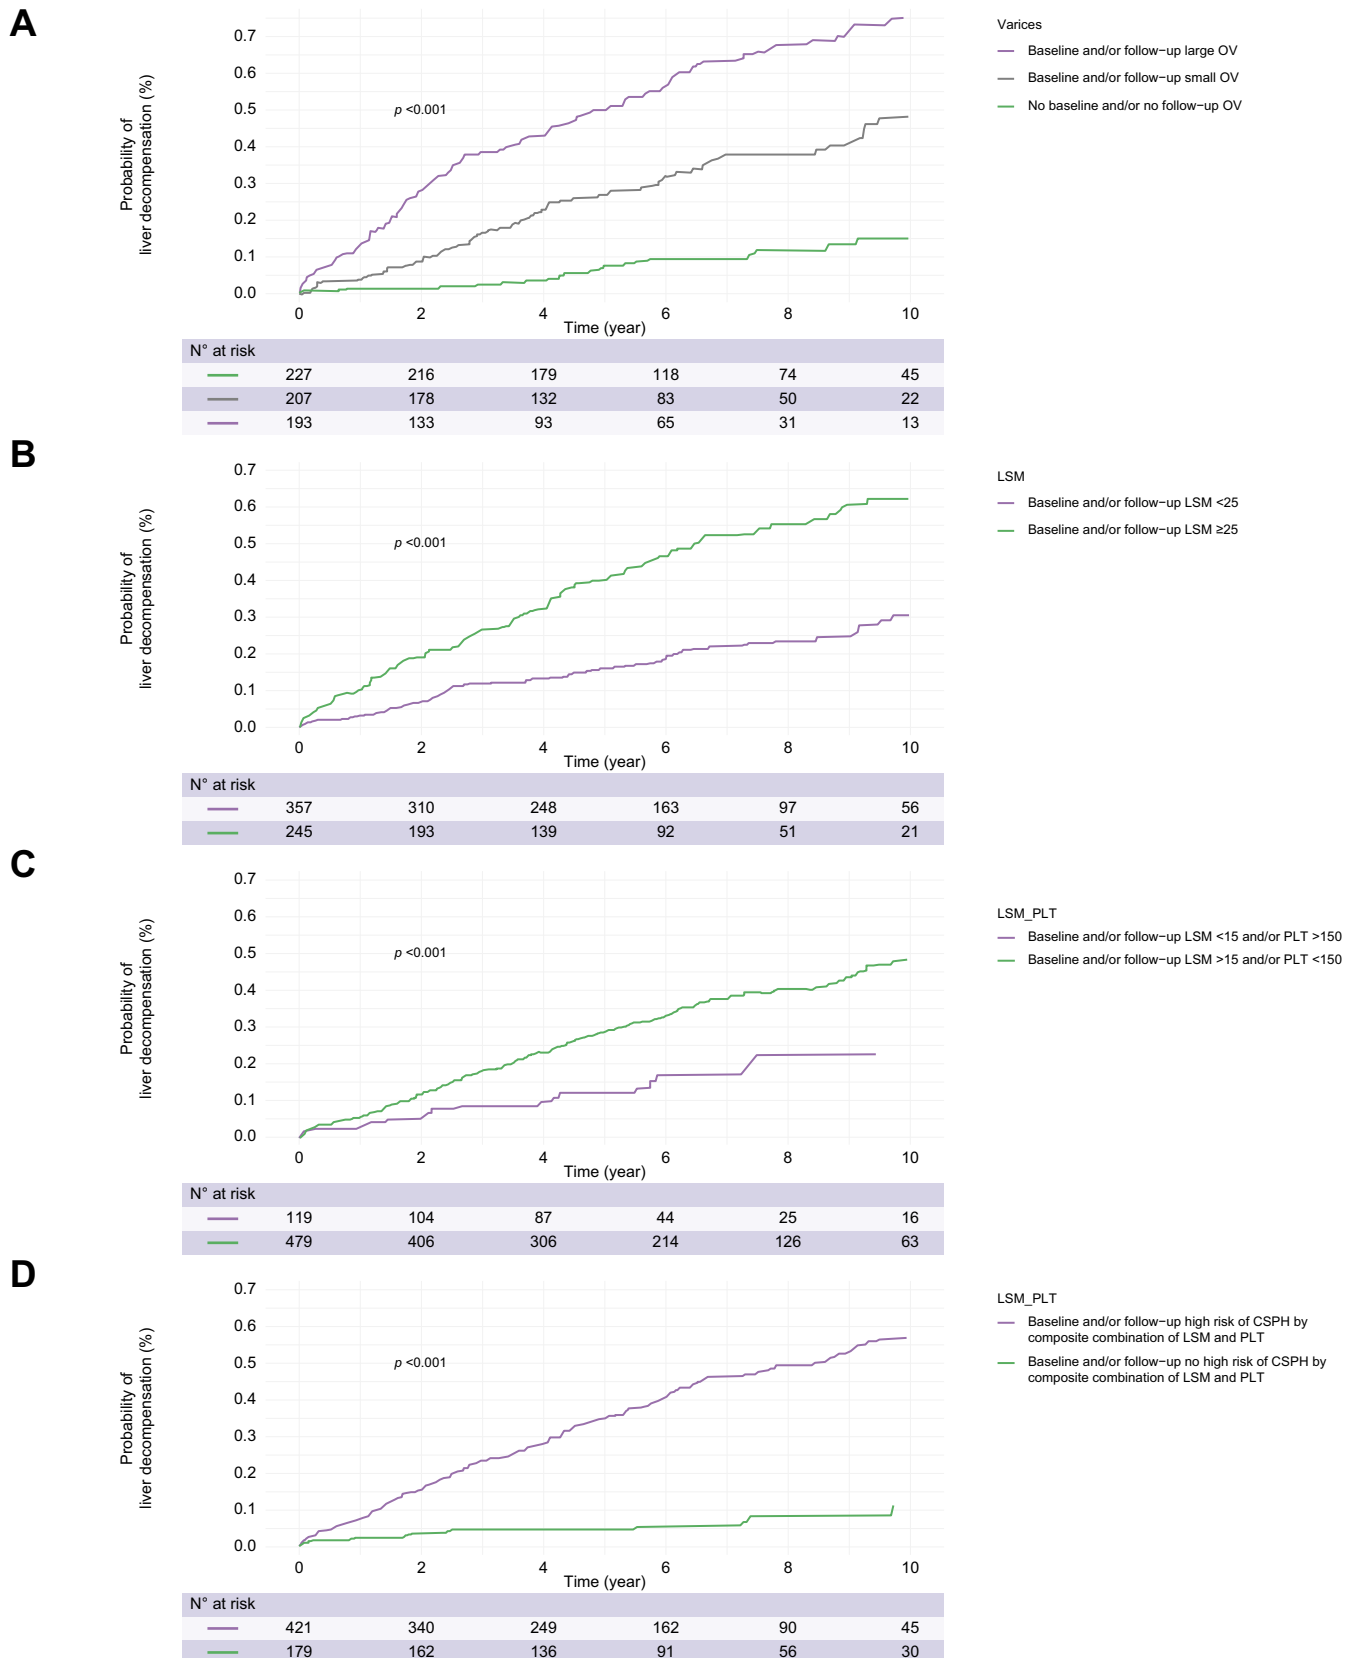 A
Probability of
liver decompensation (%)
0.7
0.6
0.5
0.4
0.3
0.2
0.1
0.0
p <0.001
0 2 4 6 8 10
Time (year)
Varices
Baseline and/or follow−up large OV
Baseline and/or follow−up small OV
No baseline and/or no follow−up OV
N° at risk
227 216 179 118 74 45
207 178 132 83 50 22
193 133 93 65 31 13
B
Probability of
liver decompensation (%)
0.7
0.6
0.5
0.4
0.3
0.2
0.1
0.0
p <0.001
0 2 4 6 8 10
Time (year)
LSM
Baseline and/or follow−up LSM <25
Baseline and/or follow−up LSM ≥25
N° at risk
357 310 248 163 97 56
245 193 139 92 51 21
C
Probability of
liver decompensation (%)
0.7
0.6
0.5
0.4
0.3
0.2
0.1
0.0
p <0.001
0 2 4 6 8 10
Time (year)
LSM_PLT
Baseline and/or follow−up LSM <15 and/or PLT >150
Baseline and/or follow−up LSM >15 and/or PLT <150
N° at risk
119 104 87 44 25 16
479 406 306 214 126 63
D
Probability of
liver decompensation (%)
0.7
0.6
0.5
0.4
0.3
0.2
0.1
0.0
p <0.001
0 2 4 6 8 10
Time (year)
LSM_PLT
Baseline and/or follow−up high risk of CSPH by
composite combination of LSM and PLT
Baseline and/or follow−up no high risk of CSPH by
composite combination of LSM and PLT
N° at risk
421 340 249 162 90 45
179 162 136 91 56 30